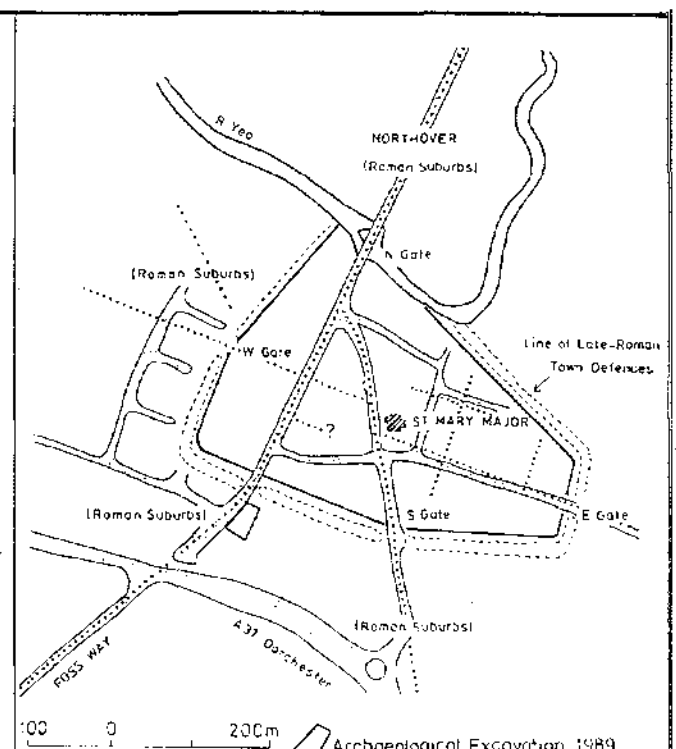 R Yeo
NORTHOVER
(Roman Suburbs)
N Gate
(Roman Suburbs)
W Gate
Line of Late-Roman
Town Defences
?
ST MARY MAJOR
(Roman Suburbs)
S Gate
E Gate
(Roman Suburbs)
FOSS WAY
A37 Dorchester
100 0 200m
Archaeological Excavation 1989